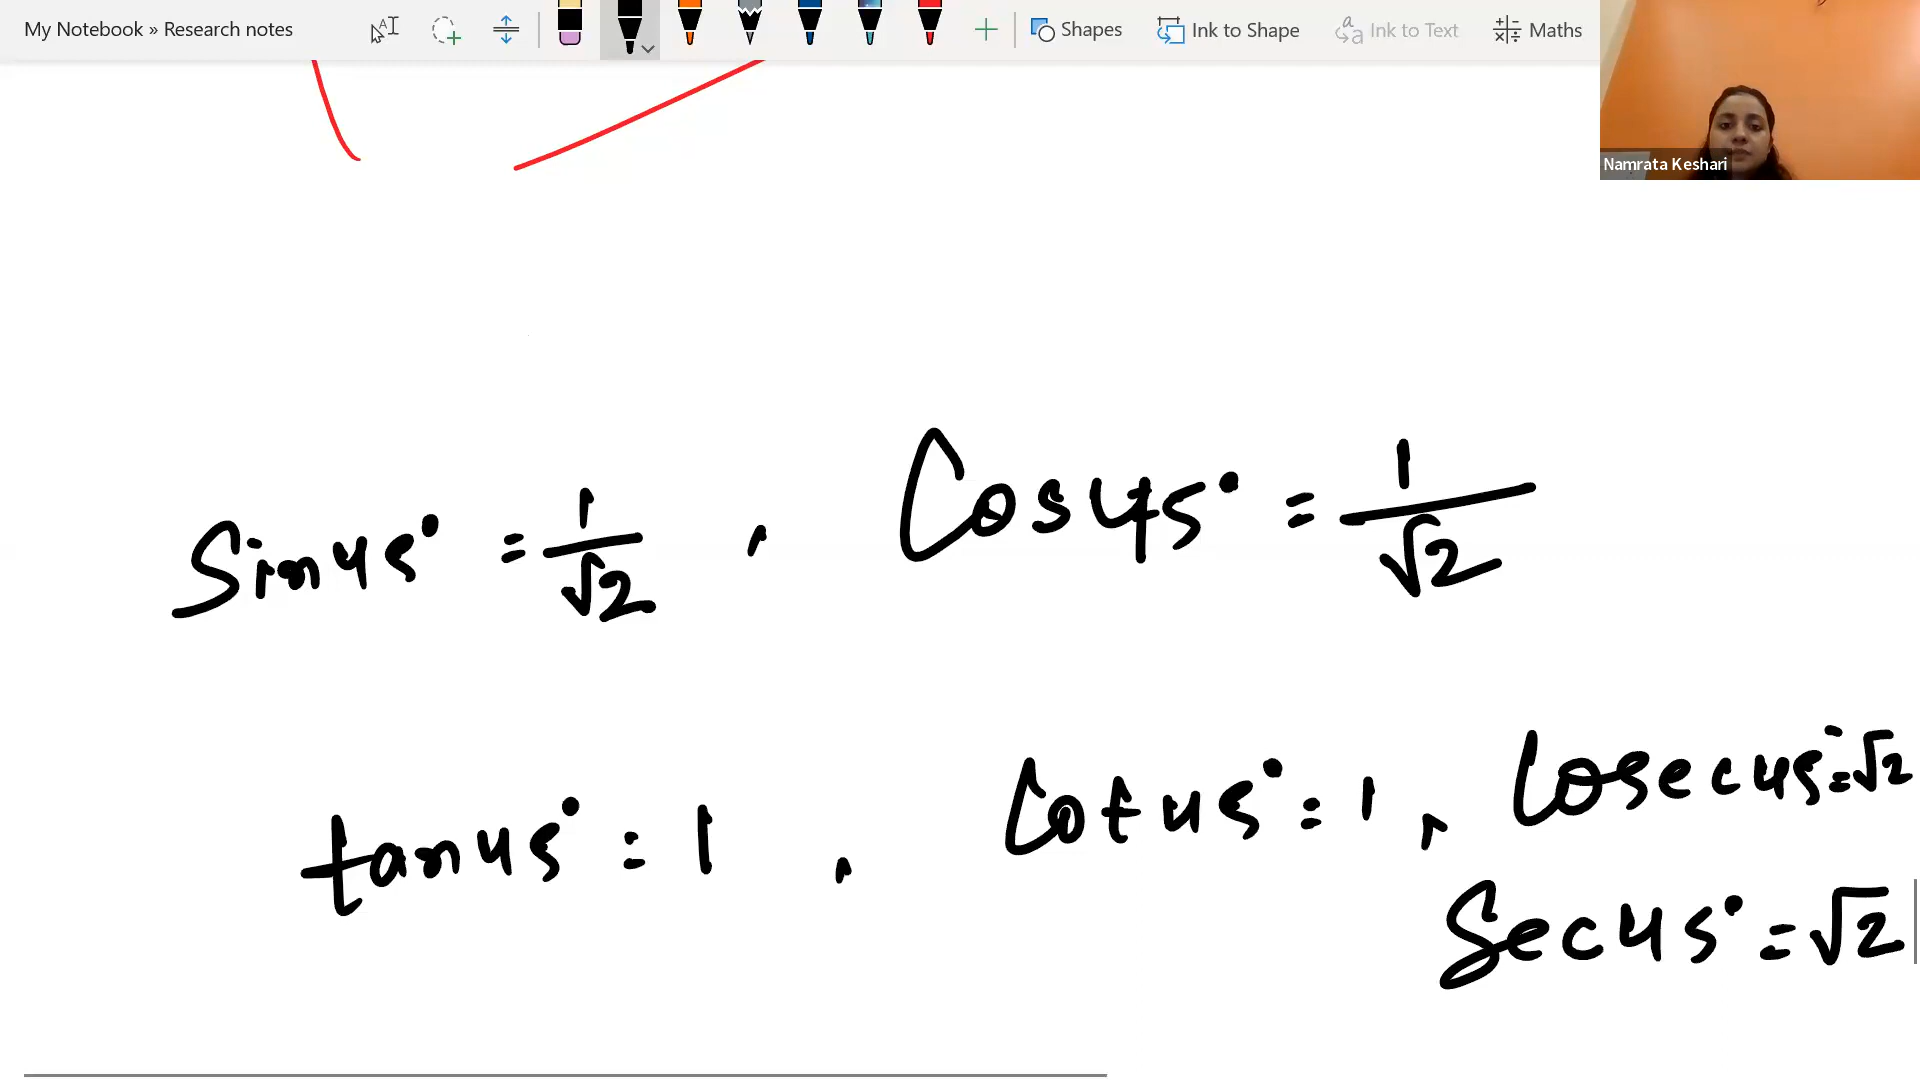 My Notebook » Research notes
Shapes
Ink to Shape
Ink to Text
Maths
Namrata Keshari
Sin45° = 1/√2 , Cos45° = 1/√2
tan45° = 1 , Cot45° = 1 , Cosec45° = √2
Sec45° = √2